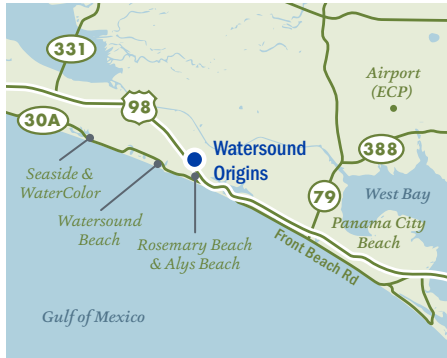 331
98
30A
Airport
(ECP)
388
Watersound
Origins
Seaside &
WaterColor
79
West Bay
Watersound
Beach
Panama City
Beach
Rosemary Beach
& Alys Beach
Front Beach Rd
Gulf of Mexico